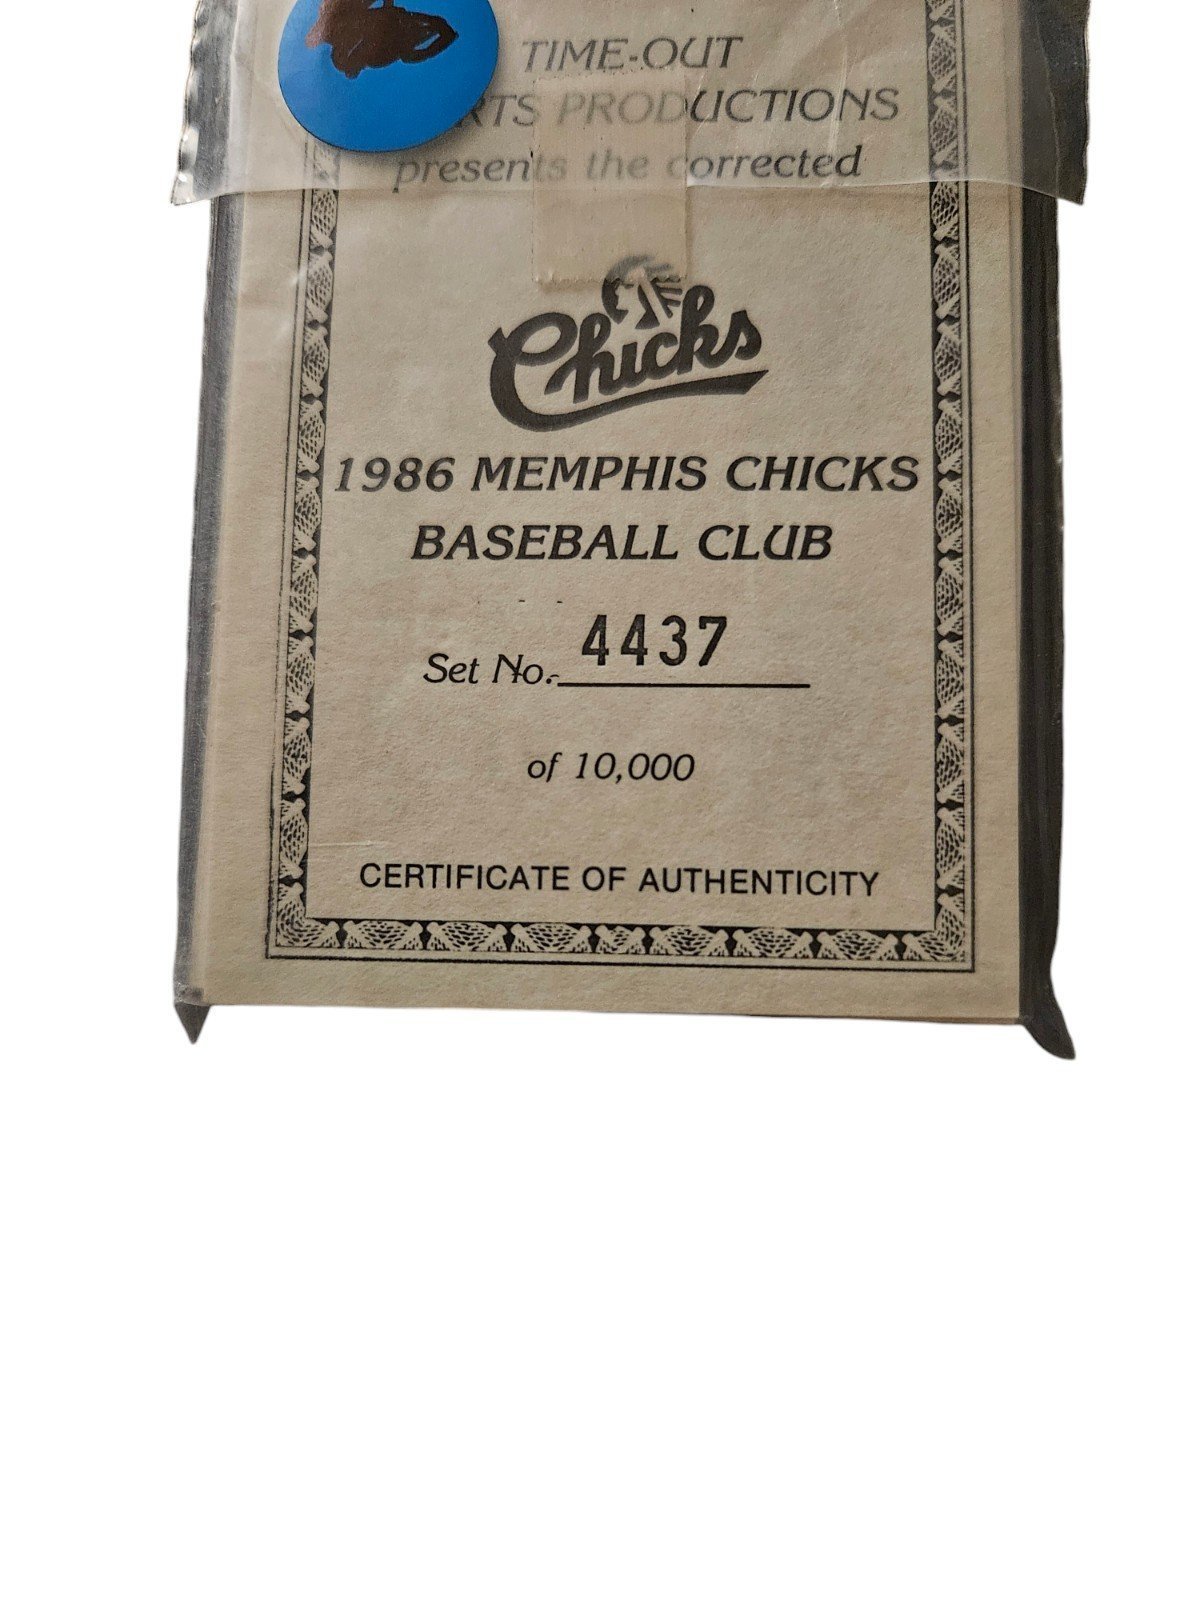 TIME-OUT
RTS PRODUCTIONS
presents the corrected
Chicks
1986 MEMPHIS CHICKS
BASEBALL CLUB
Set No. 4437
of 10,000
CERTIFICATE OF AUTHENTICITY